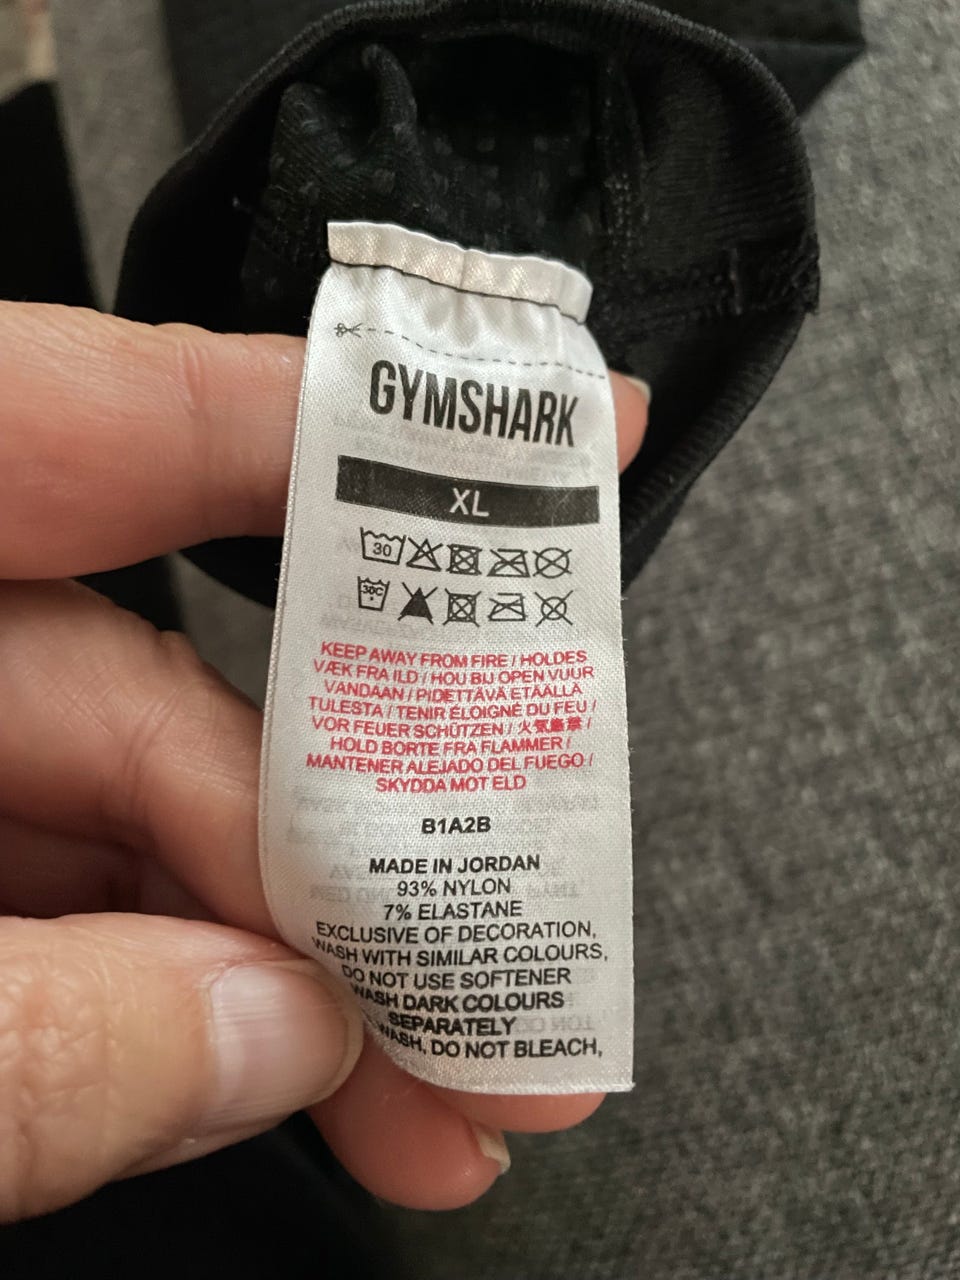 GYMSHARK
XL
30
30C
KEEP AWAY FROM FIRE / HOLDES
VÆK FRA ILD / HOU BIJ OPEN VUUR
VANDAAN / PIDETTÄVÄ ETÄÄLLÄ
TULESTA / TENIR ÉLOIGNÉ DU FEU /
VOR FEUER SCHÜTZEN / 火気厳禁 /
HOLD BORTE FRA FLAMMER /
MANTENER ALEJADO DEL FUEGO /
SKYDDA MOT ELD
B1A2B
MADE IN JORDAN
93% NYLON
7% ELASTANE
EXCLUSIVE OF DECORATION,
WASH WITH SIMILAR COLOURS,
DO NOT USE SOFTENER
WASH DARK COLOURS
SEPARATELY
WASH, DO NOT BLEACH,